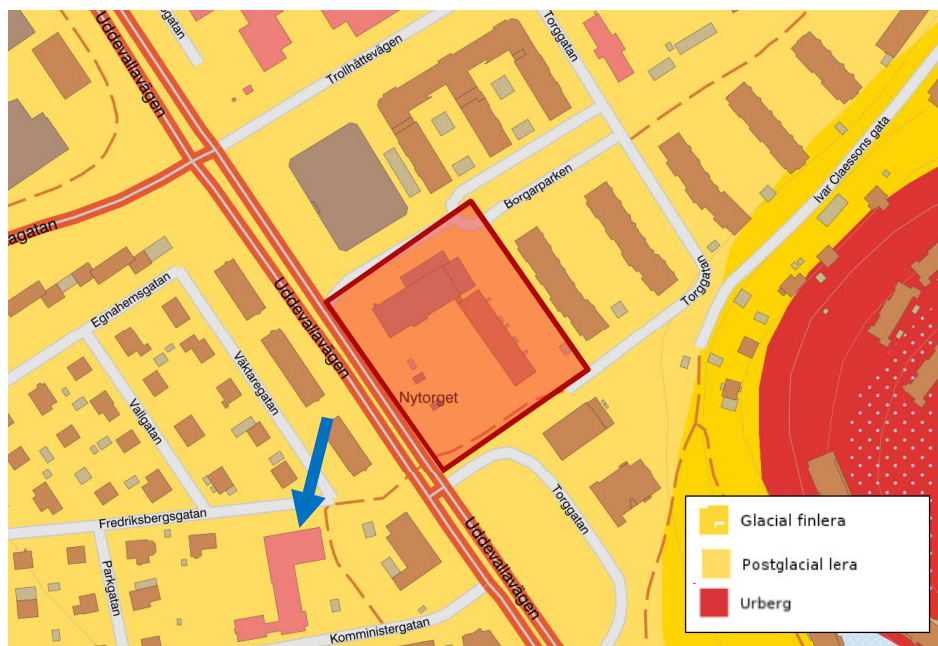 Uddevallavägen
Torggatan
Trollhättevägen
Ivar Claessons gata
Borgarparken
agatan
Torggatan
Egnahemsgatan
Uddevallavägen
Väktaregatan
Vallgatan
Nytorget
Fredriksbergsgatan
Torggatan
Uddevallavägen
Parkgatan
Komministergatan
Glacial finlera
Postglacial lera
Urberg